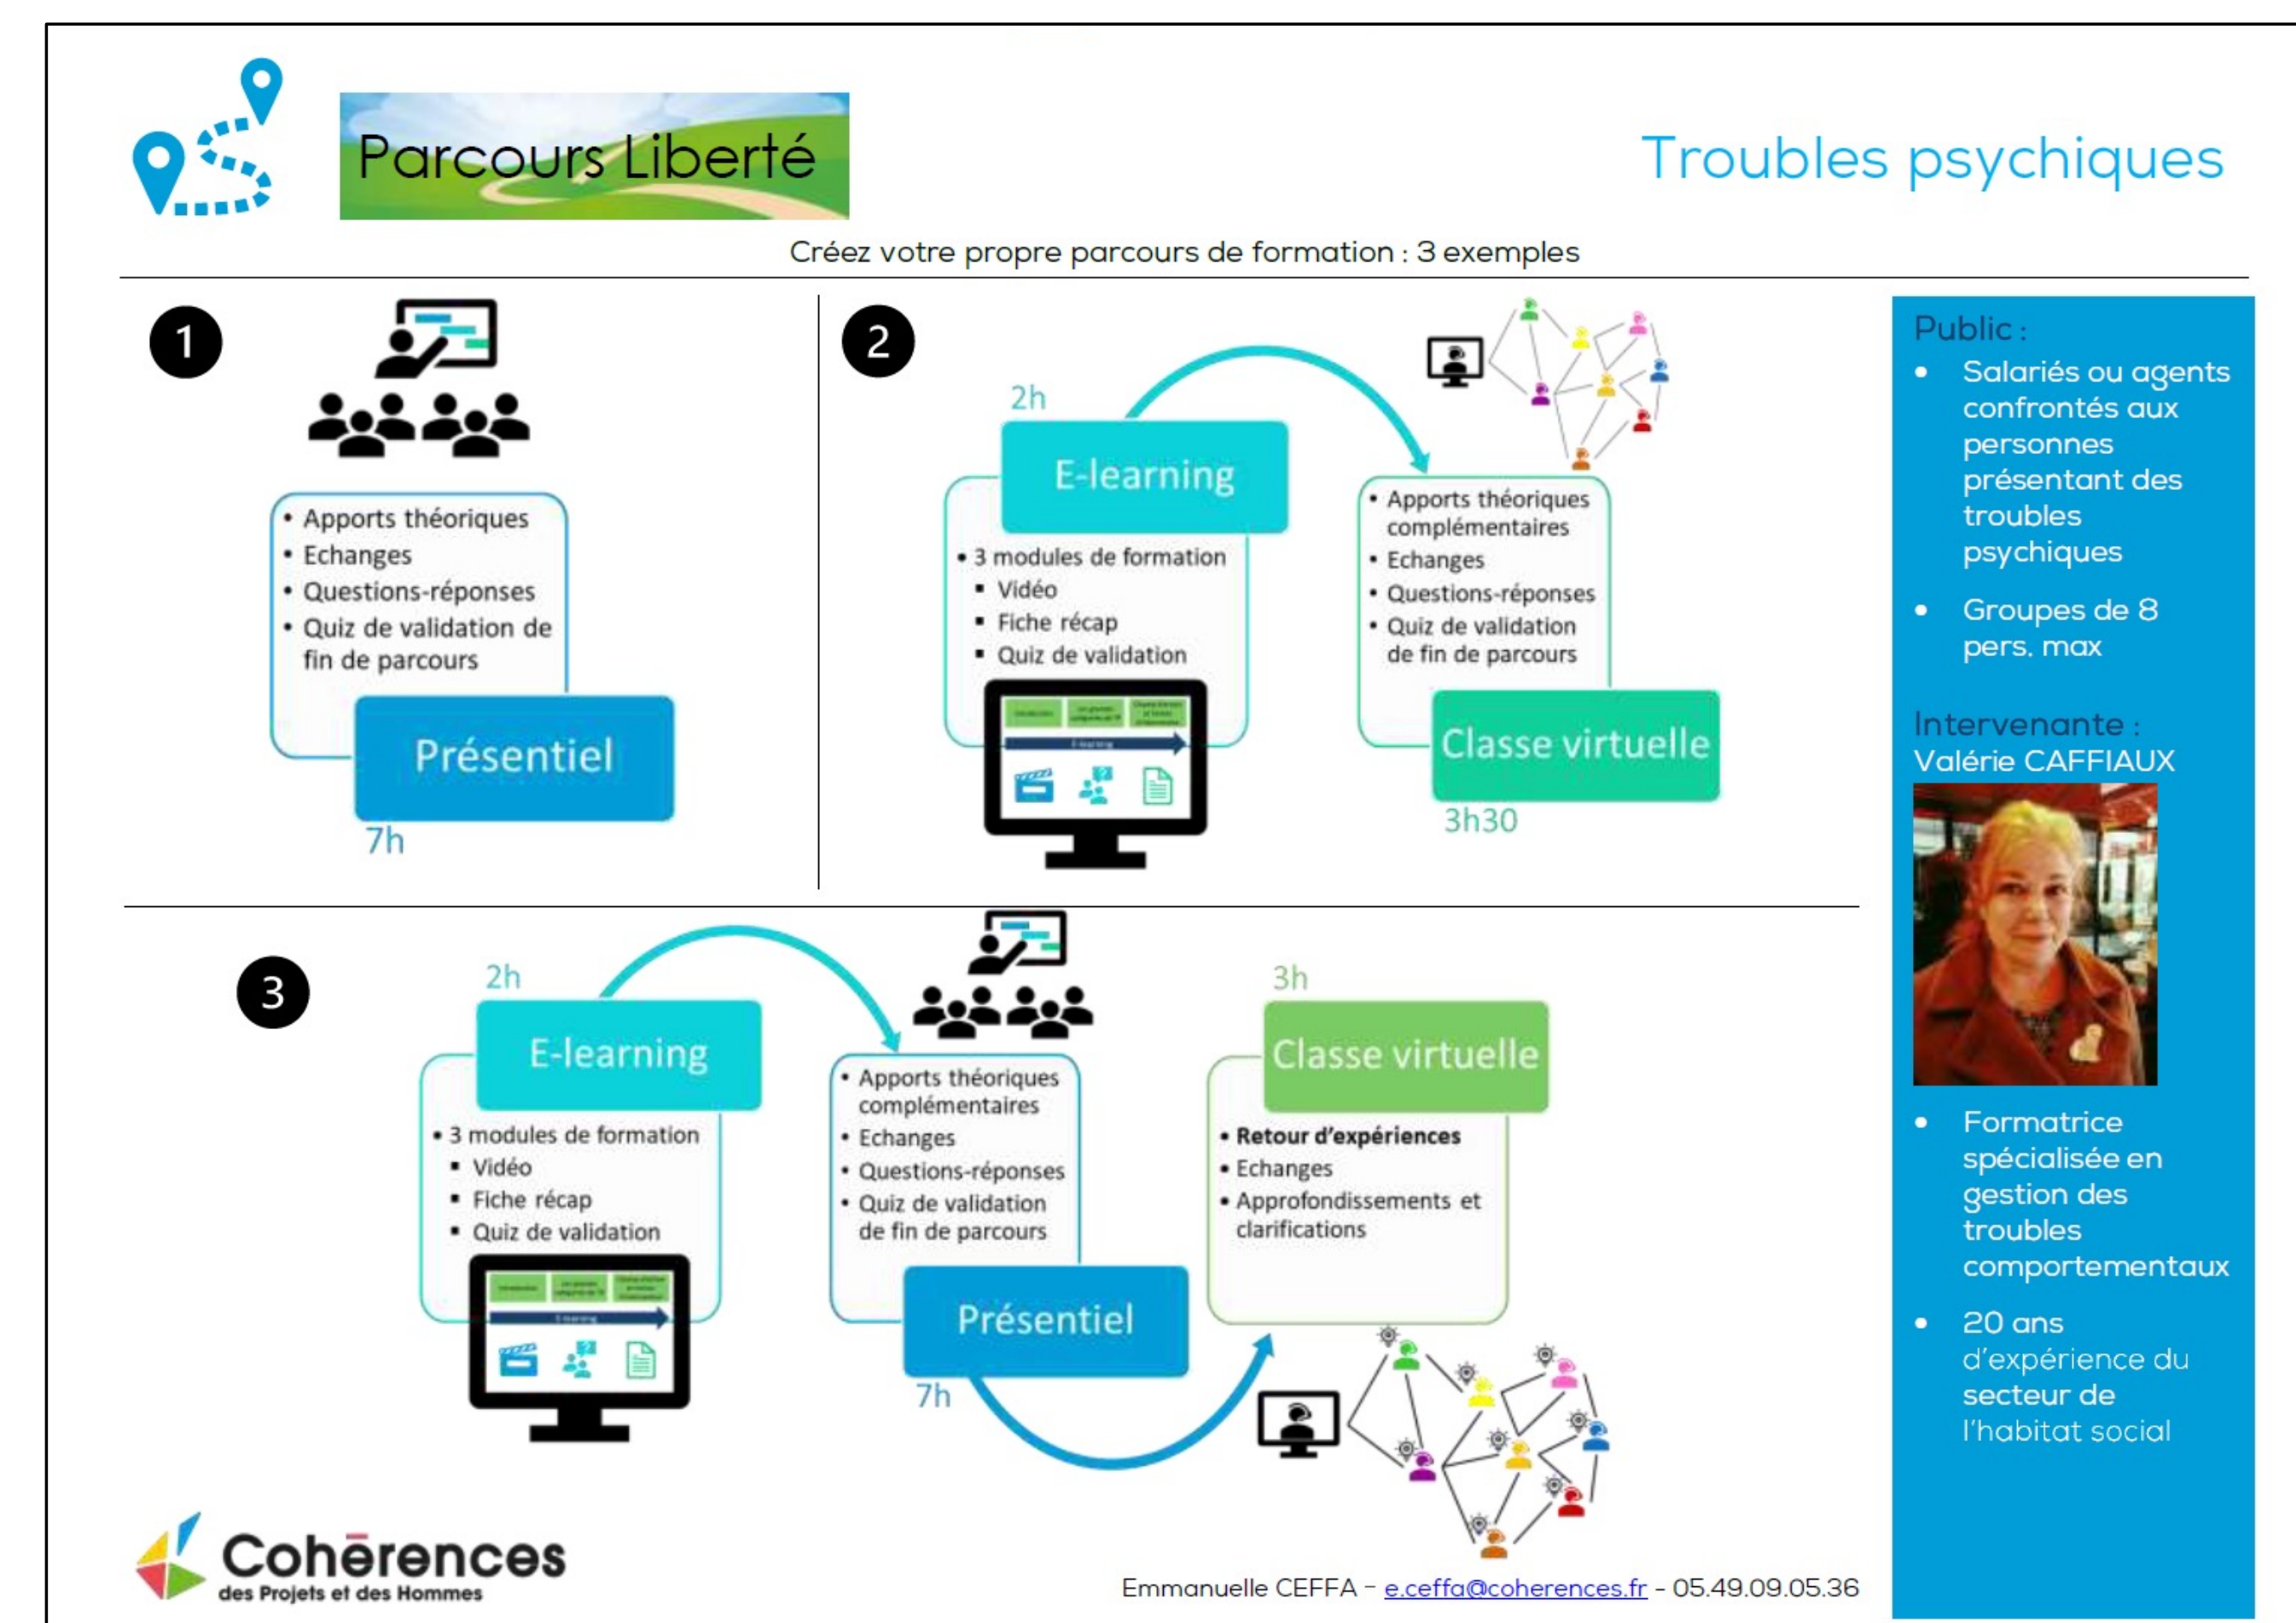 Parcours Liberté
Troubles psychiques
Créez votre propre parcours de formation : 3 exemples
1
• Apports théoriques
• Echanges
• Questions-réponses
• Quiz de validation de
fin de parcours
Présentiel
7h
2
2h
E-learning
• 3 modules de formation
▪ Vidéo
▪ Fiche récap
▪ Quiz de validation
E-learning
• Apports théoriques
complémentaires
• Echanges
• Questions-réponses
• Quiz de validation
de fin de parcours
Classe virtuelle
3h30
3
2h
E-learning
• 3 modules de formation
▪ Vidéo
▪ Fiche récap
▪ Quiz de validation
E-learning
• Apports théoriques
complémentaires
• Echanges
• Questions-réponses
• Quiz de validation
de fin de parcours
Présentiel
7h
3h
Classe virtuelle
• Retour d'expériences
• Echanges
• Approfondissements et
clarifications
Public :
• Salariés ou agents
confrontés aux
personnes
présentant des
troubles
psychiques
• Groupes de 8
pers. max
Intervenante :
Valérie CAFFIAUX
• Formatrice
spécialisée en
gestion des
troubles
comportementaux
• 20 ans
d'expérience du
secteur de
l'habitat social
Cohērences
des Projets et des Hommes
Emmanuelle CEFFA – e.ceffa@coherences.fr - 05.49.09.05.36